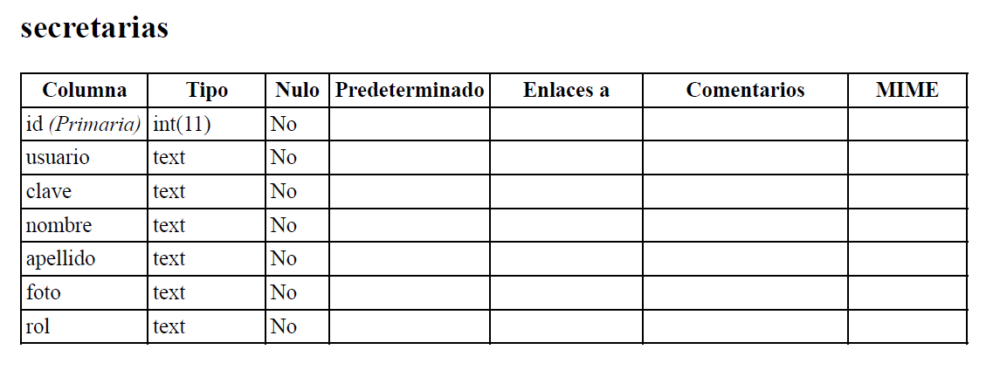 secretarias
Columna Tipo Nulo Predeterminado Enlaces a Comentarios MIME
id (Primaria) int(11) No
usuario text No
clave text No
nombre text No
apellido text No
foto text No
rol text No